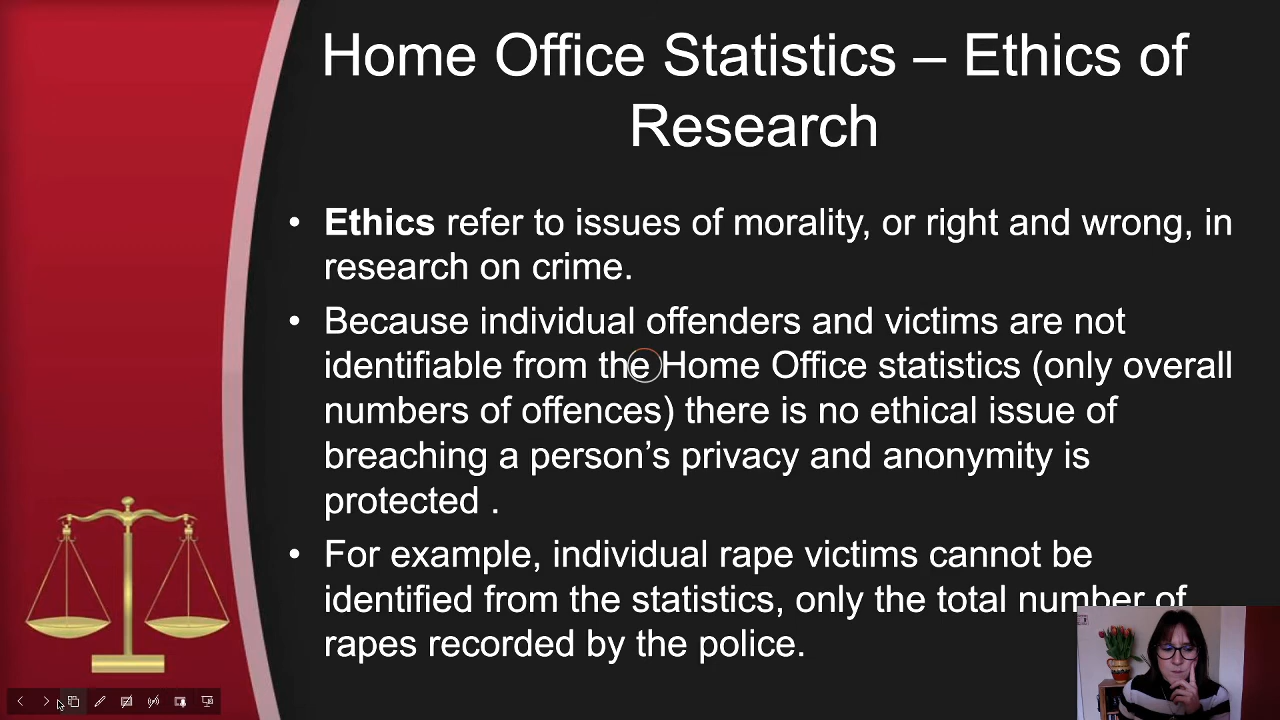 Home Office Statistics – Ethics of
Research
• Ethics refer to issues of morality, or right and wrong, in
research on crime.
• Because individual offenders and victims are not
identifiable from the Home Office statistics (only overall
numbers of offences) there is no ethical issue of
breaching a person’s privacy and anonymity is
protected .
• For example, individual rape victims cannot be
identified from the statistics, only the total number of
rapes recorded by the police.